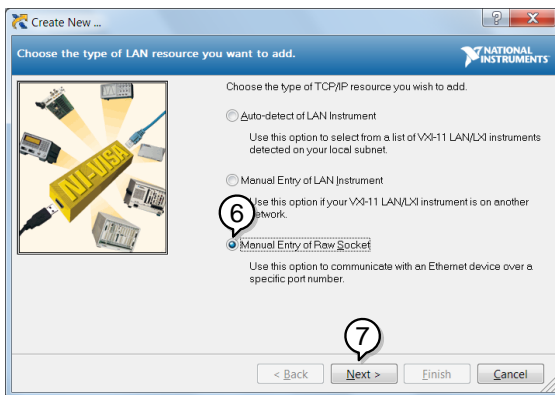 Create New ...
Choose the type of LAN resource you want to add.
NATIONAL
INSTRUMENTS
NI-VISA
Choose the type of TCP/IP resource you wish to add.
Auto-detect of LAN Instrument
Use this option to select from a list of VXI-11 LAN/LXI instruments
detected on your local subnet.
Manual Entry of LAN Instrument
Use this option if your VXI-11 LAN/LXI instrument is on another
network.
6
Manual Entry of Raw Socket
Use this option to communicate with an Ethernet device over a
specific port number.
7
< Back
Next >
Finish
Cancel